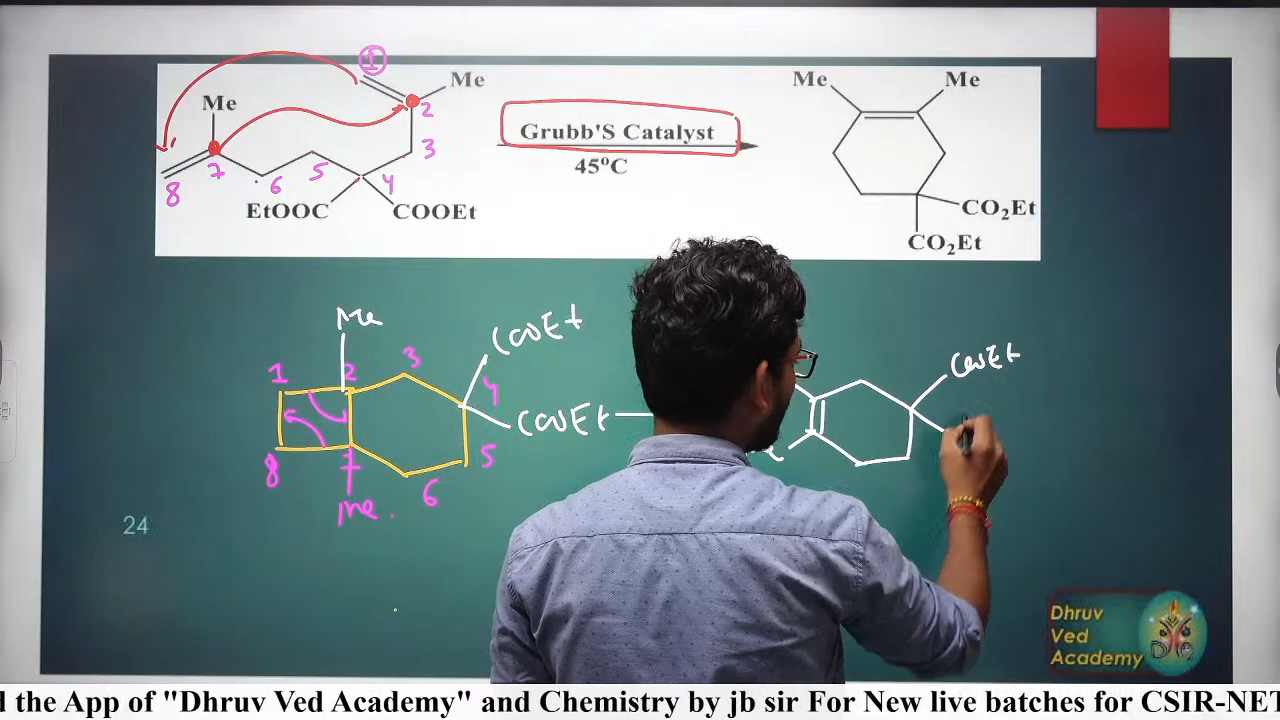 ①
Me
Me
2
3
4
5
6
7
8
EtOOC
COOEt
Grubb'S Catalyst
45⁰C
Me
Me
CO₂Et
CO₂Et
Me
COOEt
1
2
3
4
COOEt
5
6
7
8
Me
COOEt
24
Dhruv
Ved
Academy
d the App of "Dhruv Ved Academy" and Chemistry by jb sir For New live batches for CSIR-NET